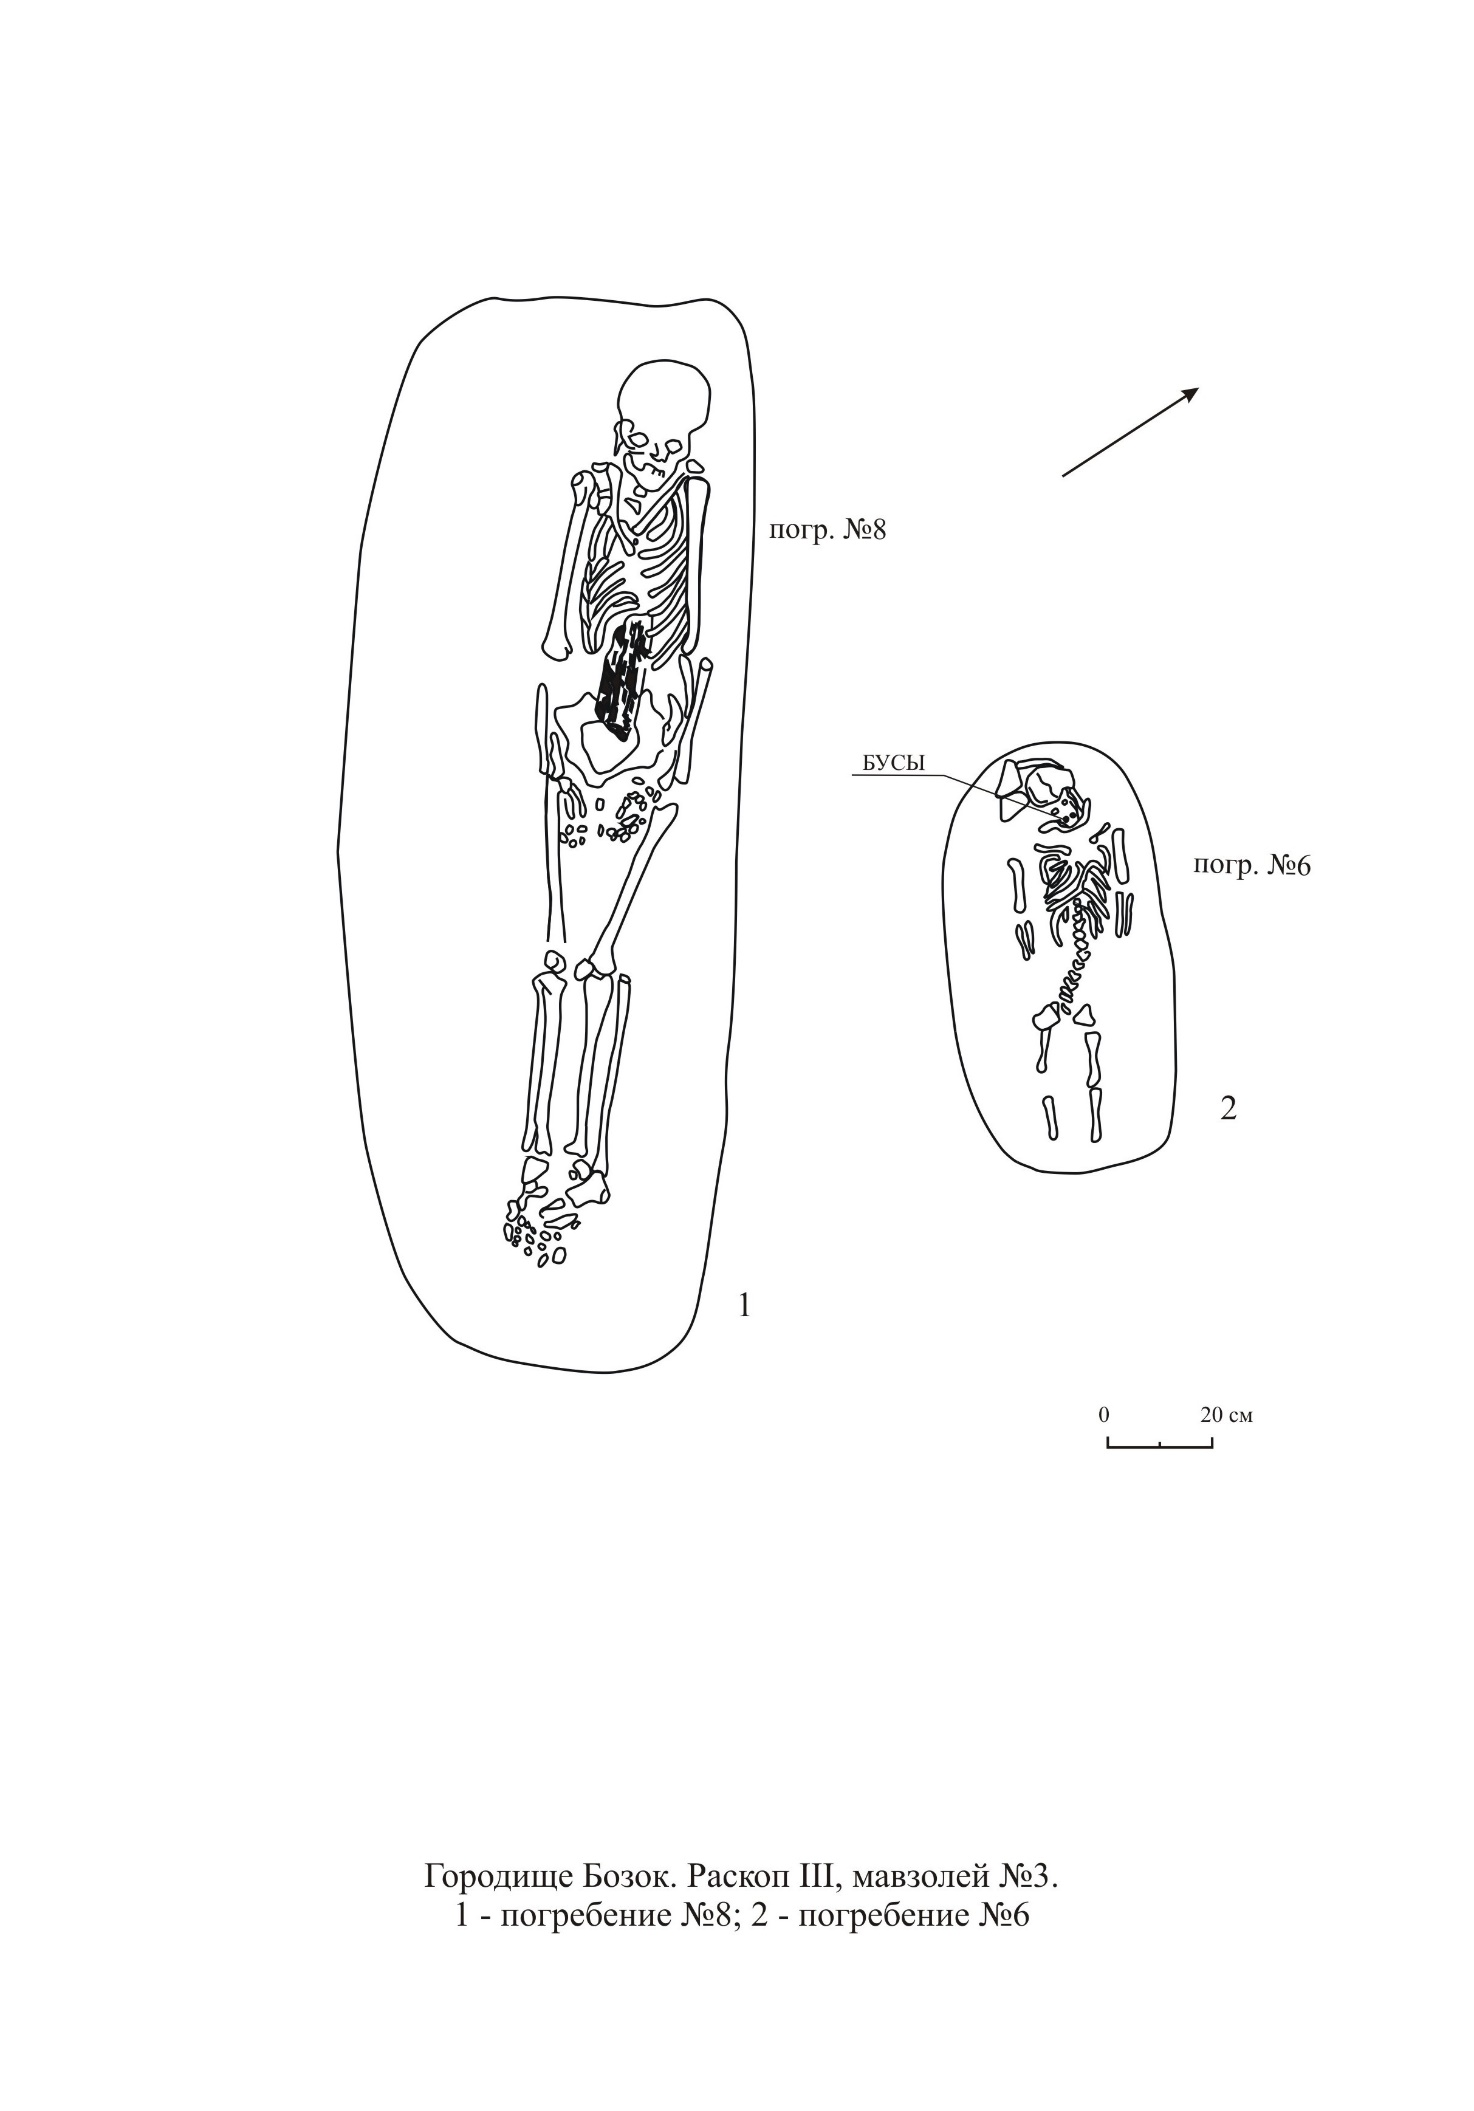 погр. №8
БУСЫ
погр. №6
2
1
0 20 см
Городище Бозок. Раскоп III, мавзолей №3.
1 - погребение №8; 2 - погребение №6